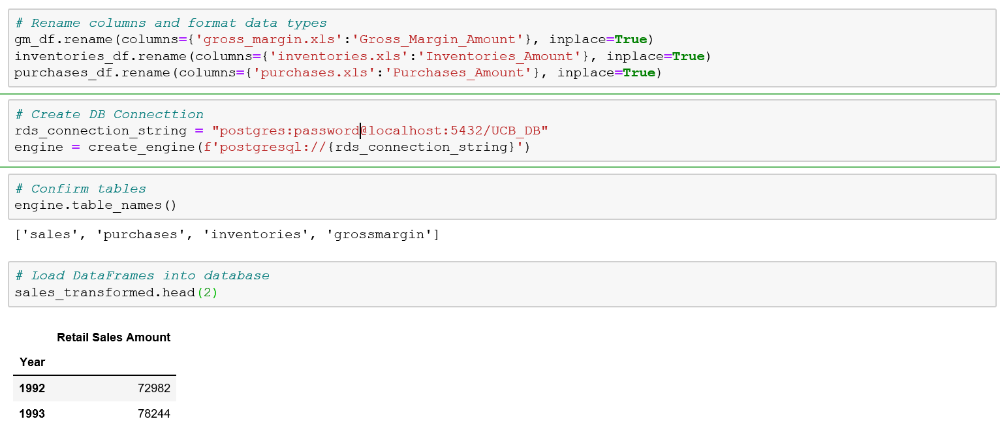 # Rename columns and format data types
gm_df.rename(columns={'gross_margin.xls':'Gross_Margin_Amount'}, inplace=True)
inventories_df.rename(columns={'inventories.xls':'Inventories_Amount'}, inplace=True)
purchases_df.rename(columns={'purchases.xls':'Purchases_Amount'}, inplace=True)
# Create DB Connecttion
rds_connection_string = "postgres:password@localhost:5432/UCB_DB"
engine = create_engine(f'postgresql://{rds_connection_string}')
# Confirm tables
engine.table_names()
['sales', 'purchases', 'inventories', 'grossmargin']
# Load DataFrames into database
sales_transformed.head(2)
Retail Sales Amount
Year
1992 72982
1993 78244